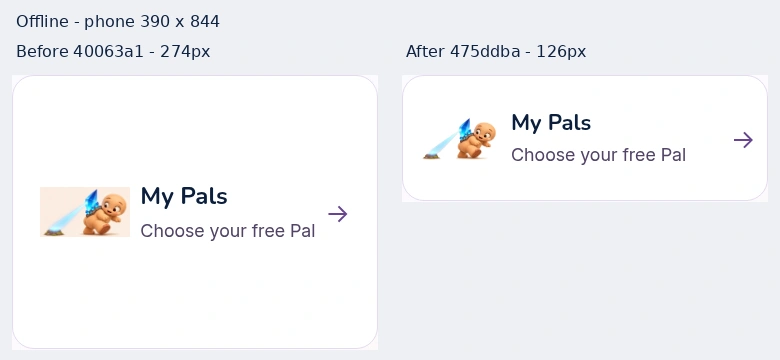 Offline - phone 390 x 844
Before 40063a1 - 274px
My Pals
Choose your free Pal
After 475ddba - 126px
My Pals
Choose your free Pal